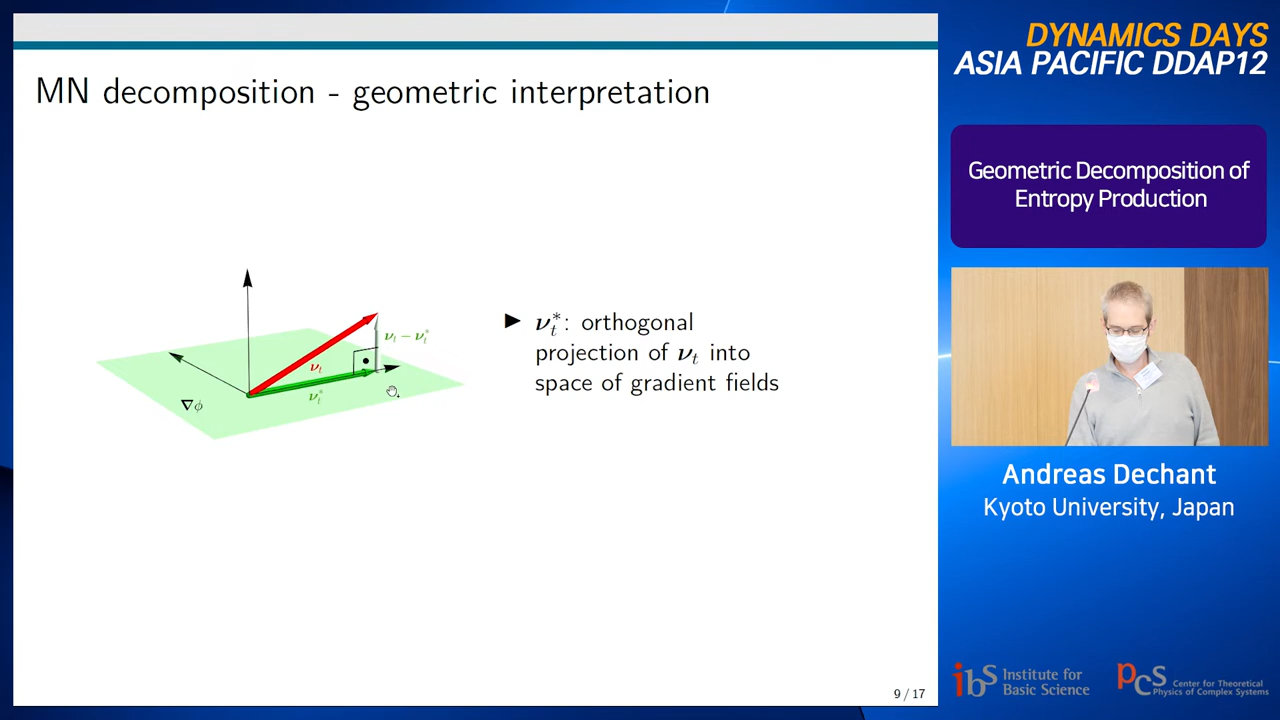 MN decomposition - geometric interpretation
∇ϕ
ν_t
ν_t^*
ν_t − ν_t^*
▶ ν_t^*: orthogonal
projection of ν_t into
space of gradient fields
9 / 17
DYNAMICS DAYS
ASIA PACIFIC DDAP12
Geometric Decomposition of
Entropy Production
Andreas Dechant
Kyoto University, Japan
ibs Institute for
Basic Science
pcs Center for Theoretical
Physics of Complex Systems